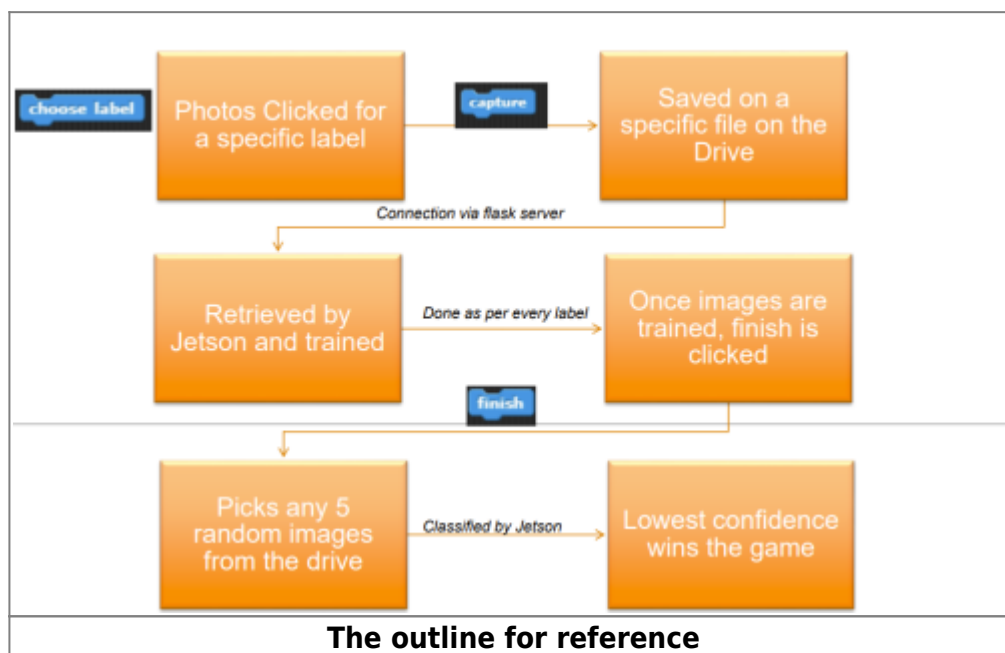 choose label
Photos Clicked for
a specific label
capture
Saved on a
specific file on the
Drive
Connection via flask server
Retrieved by
Jetson and trained
Done as per every label
Once images are
trained, finish is
clicked
finish
Picks any 5
random images
from the drive
Classified by Jetson
Lowest confidence
wins the game
The outline for reference